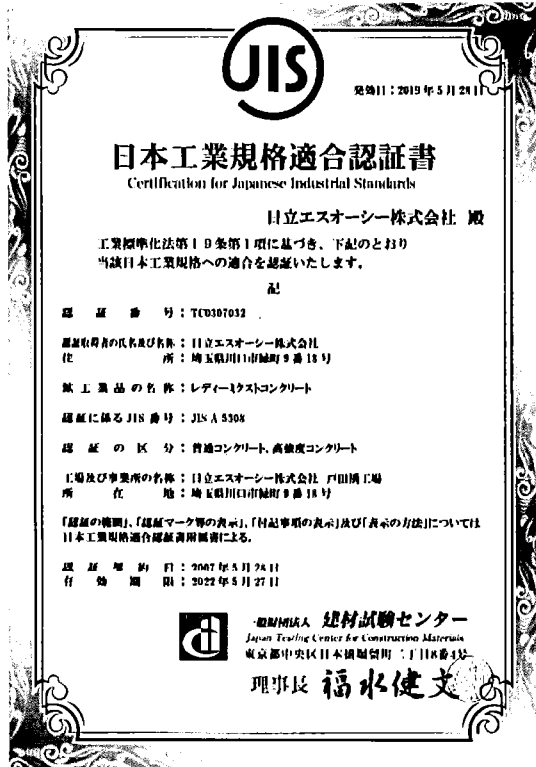 JIS
発効日:2019年5月28日
日本工業規格適合認証書
Certification for Japanese Industrial Standards
日立エスオーシー株式会社 殿
工業標準化法第19条第1項に基づき、下記のとおり
当該日本工業規格への適合を認証いたします。
記
認証番号:TC0307032
認証取得者の氏名及び名称:日立エスオーシー株式会社
住所:埼玉県川口市緑町9番18号
鉱工業品の名称:レディーミクストコンクリート
認証に係るJIS番号:JIS A 5308
認証の区分:普通コンクリート、高強度コンクリート
工場及び事業所の名称:日立エスオーシー株式会社 戸田橋工場
所在地:埼玉県川口市緑町9番18号
「認証の範囲」、「認証マーク等の表示」、「付記事項の表示」及び「表示の方法」については
日本工業規格適合認証書附属書による。
認証契約日:2007年5月28日
有効期限:2022年5月27日
一般財団法人 建材試験センター
Japan Testing Center for Construction Materials
東京都中央区日本橋堀留町二丁目8番4号
理事長 福水健文